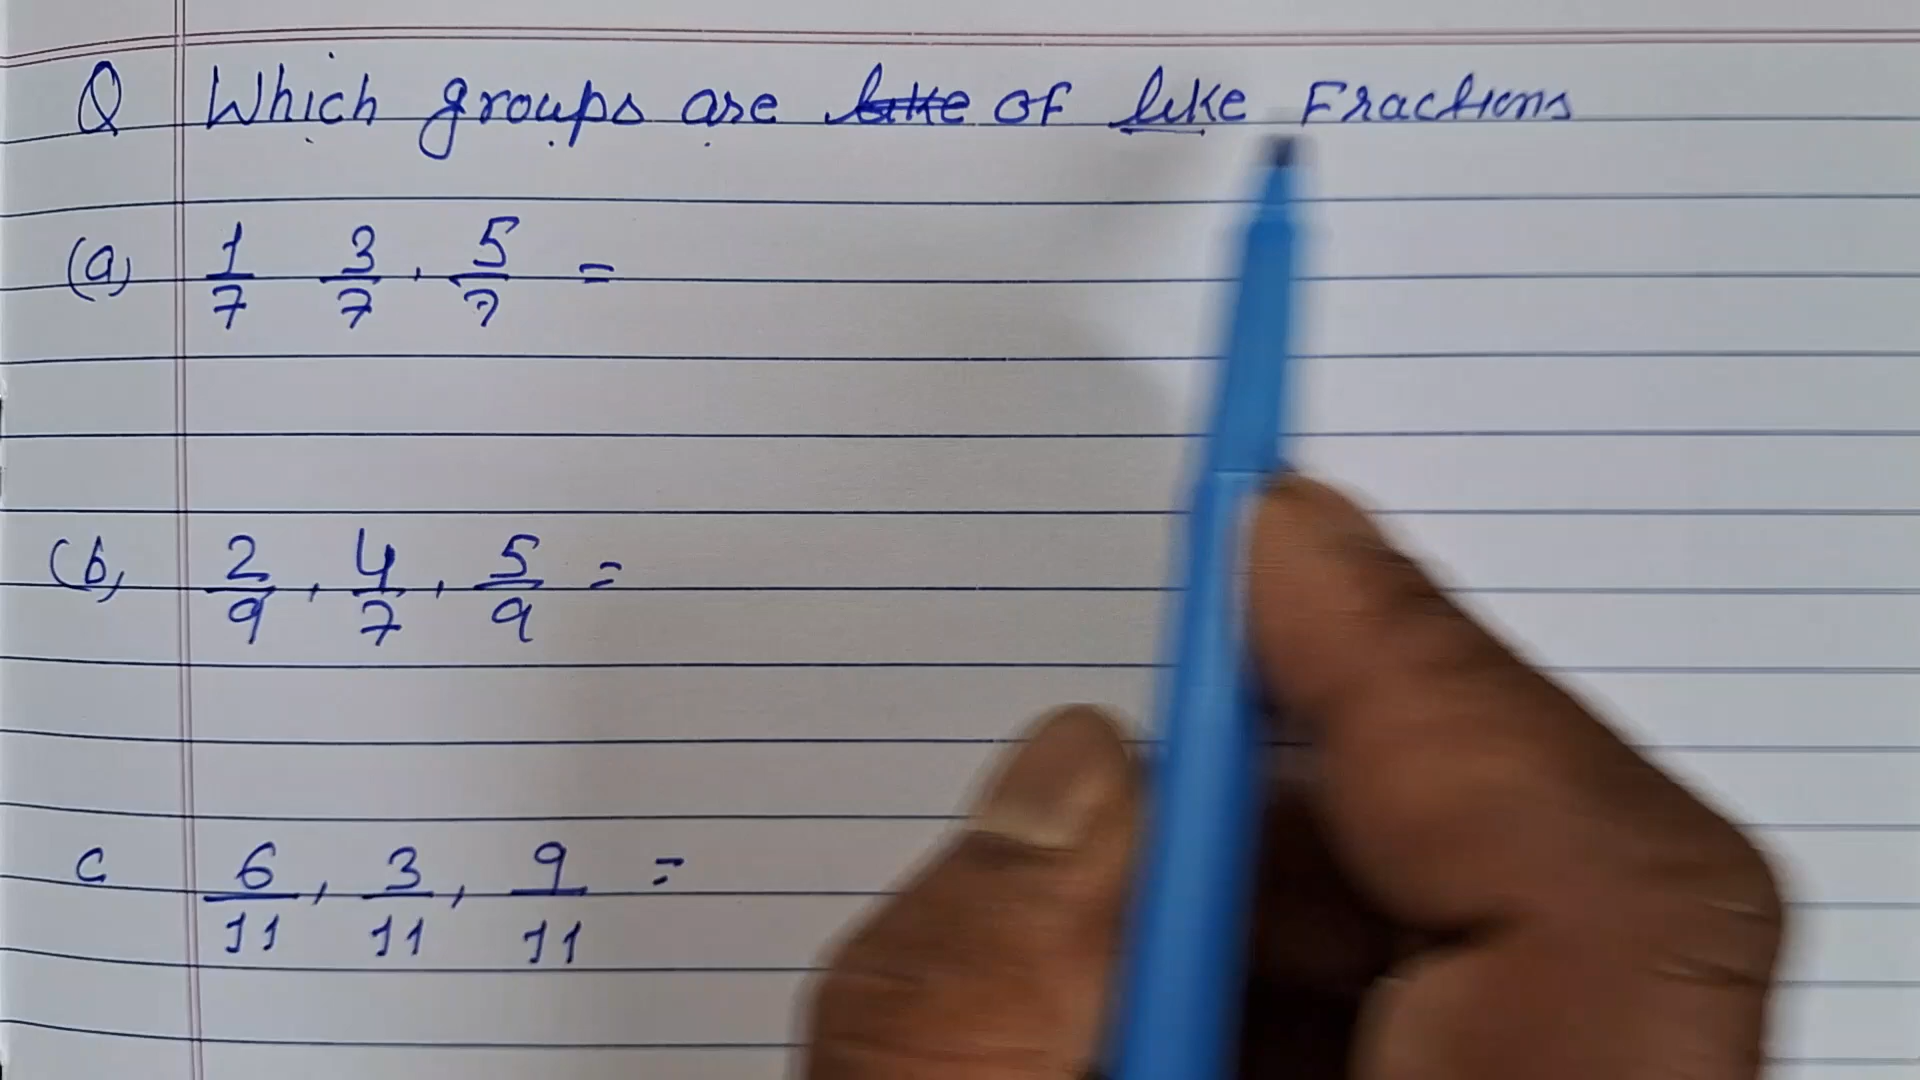 Q Which groups are like of like Fractions
(a) 1/7 3/7, 5/7 =
(b) 2/9, 4/7, 5/9 =
c 6/11, 3/11, 9/11 =